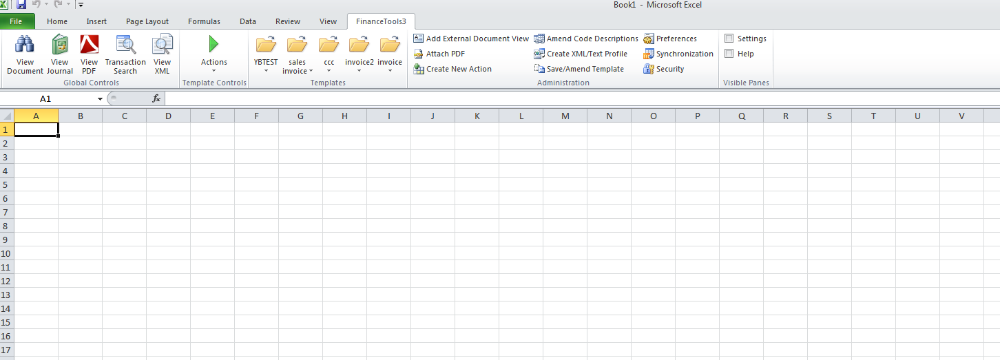 Book1 - Microsoft Excel
File Home Insert Page Layout Formulas Data Review View FinanceTools3
View Document
View Journal
View PDF
Transaction Search
View XML
Global Controls
Actions
Template Controls
YBTEST
sales invoice
ccc
invoice2
invoice
Templates
Add External Document View
Attach PDF
Create New Action
Amend Code Descriptions
Create XML/Text Profile
Save/Amend Template
Preferences
Synchronization
Security
Administration
Settings
Help
Visible Panes
A1 fx
A B C D E F G H I J K L M N O P Q R S T U V
1
2
3
4
5
6
7
8
9
10
11
12
13
14
15
16
17